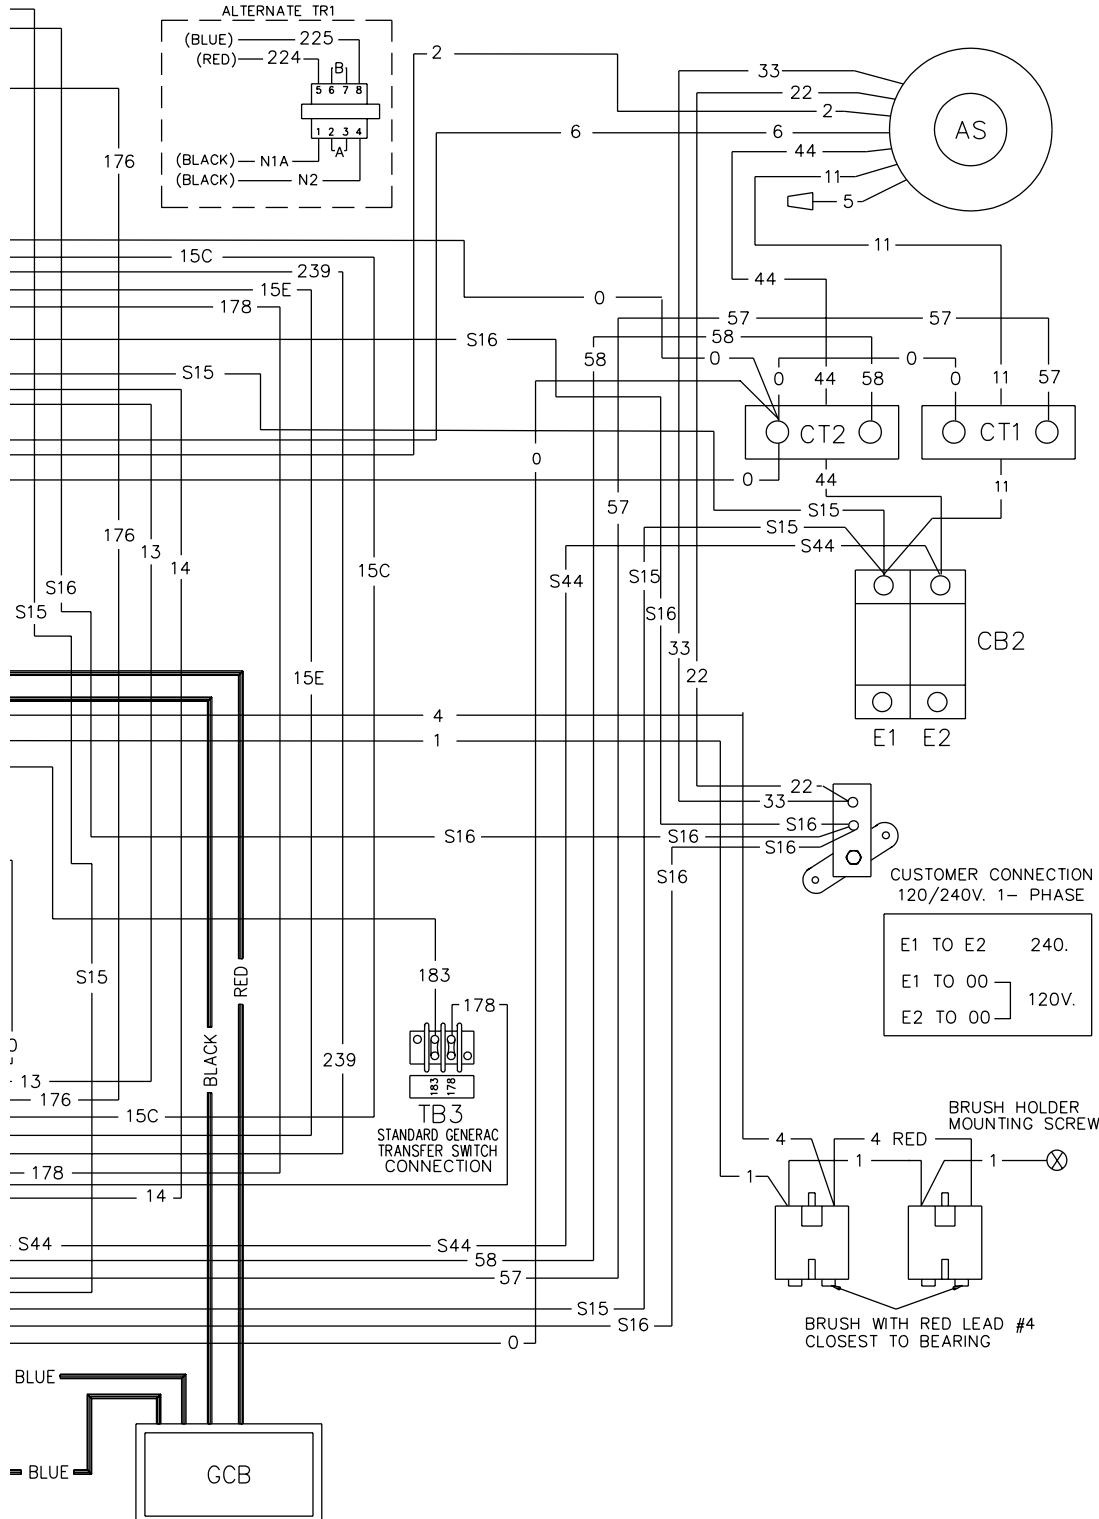 ALTERNATE TR1
(BLUE) 225
(RED) 224
B
5 6 7 8
1 2 3 4
A
(BLACK) N1A
(BLACK) N2
2
33
22
2
6 6
44
11
5
AS
176
11
15C
239
44
15E
178
0
57 57
58
S16
58
0 0
S15
0 44 58 0 11 57
CT2 CT1
0
0 44 11
57
S15
S15
S44
176
13
14
15C
S44
S15
S16
S15
S16
33
22
15E
CB2
E1 E2
4
1
22
33
S16
S16 S16
S16
S16
CUSTOMER CONNECTION
120/240V. 1- PHASE
E1 TO E2 240.
E1 TO 00
120V.
E2 TO 00
S15
RED
183
178
BLACK
239
183
178
TB3
STANDARD GENERAC
TRANSFER SWITCH
CONNECTION
13
176
15C
178
14
BRUSH HOLDER
MOUNTING SCREW
4 4 RED
1 1
1
S44 S44
58
57
S15
S16
0
BRUSH WITH RED LEAD #4
CLOSEST TO BEARING
BLUE
BLUE
GCB